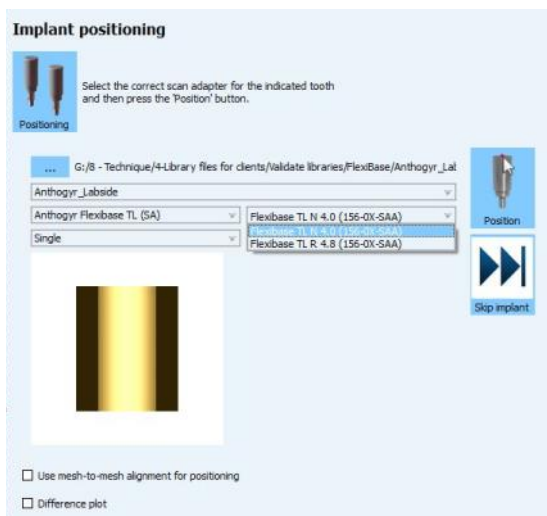 Implant positioning
Select the correct scan adapter for the indicated tooth
and then press the 'Position' button.
Positioning
... G:/8 - Technique/4-Library files for clients/Validate libraries/FlexiBase/Anthogyr_Lal
Anthogyr_Labside
Anthogyr Flexibase TL (SA) Flexibase TL N 4.0 (156-0X-SAA)
Flexibase TL N 4.0 (156-0X-SAA)
Flexibase TL R 4.8 (156-0X-SAA)
Single
Position
Skip implant
Use mesh-to-mesh alignment for positioning
Difference plot